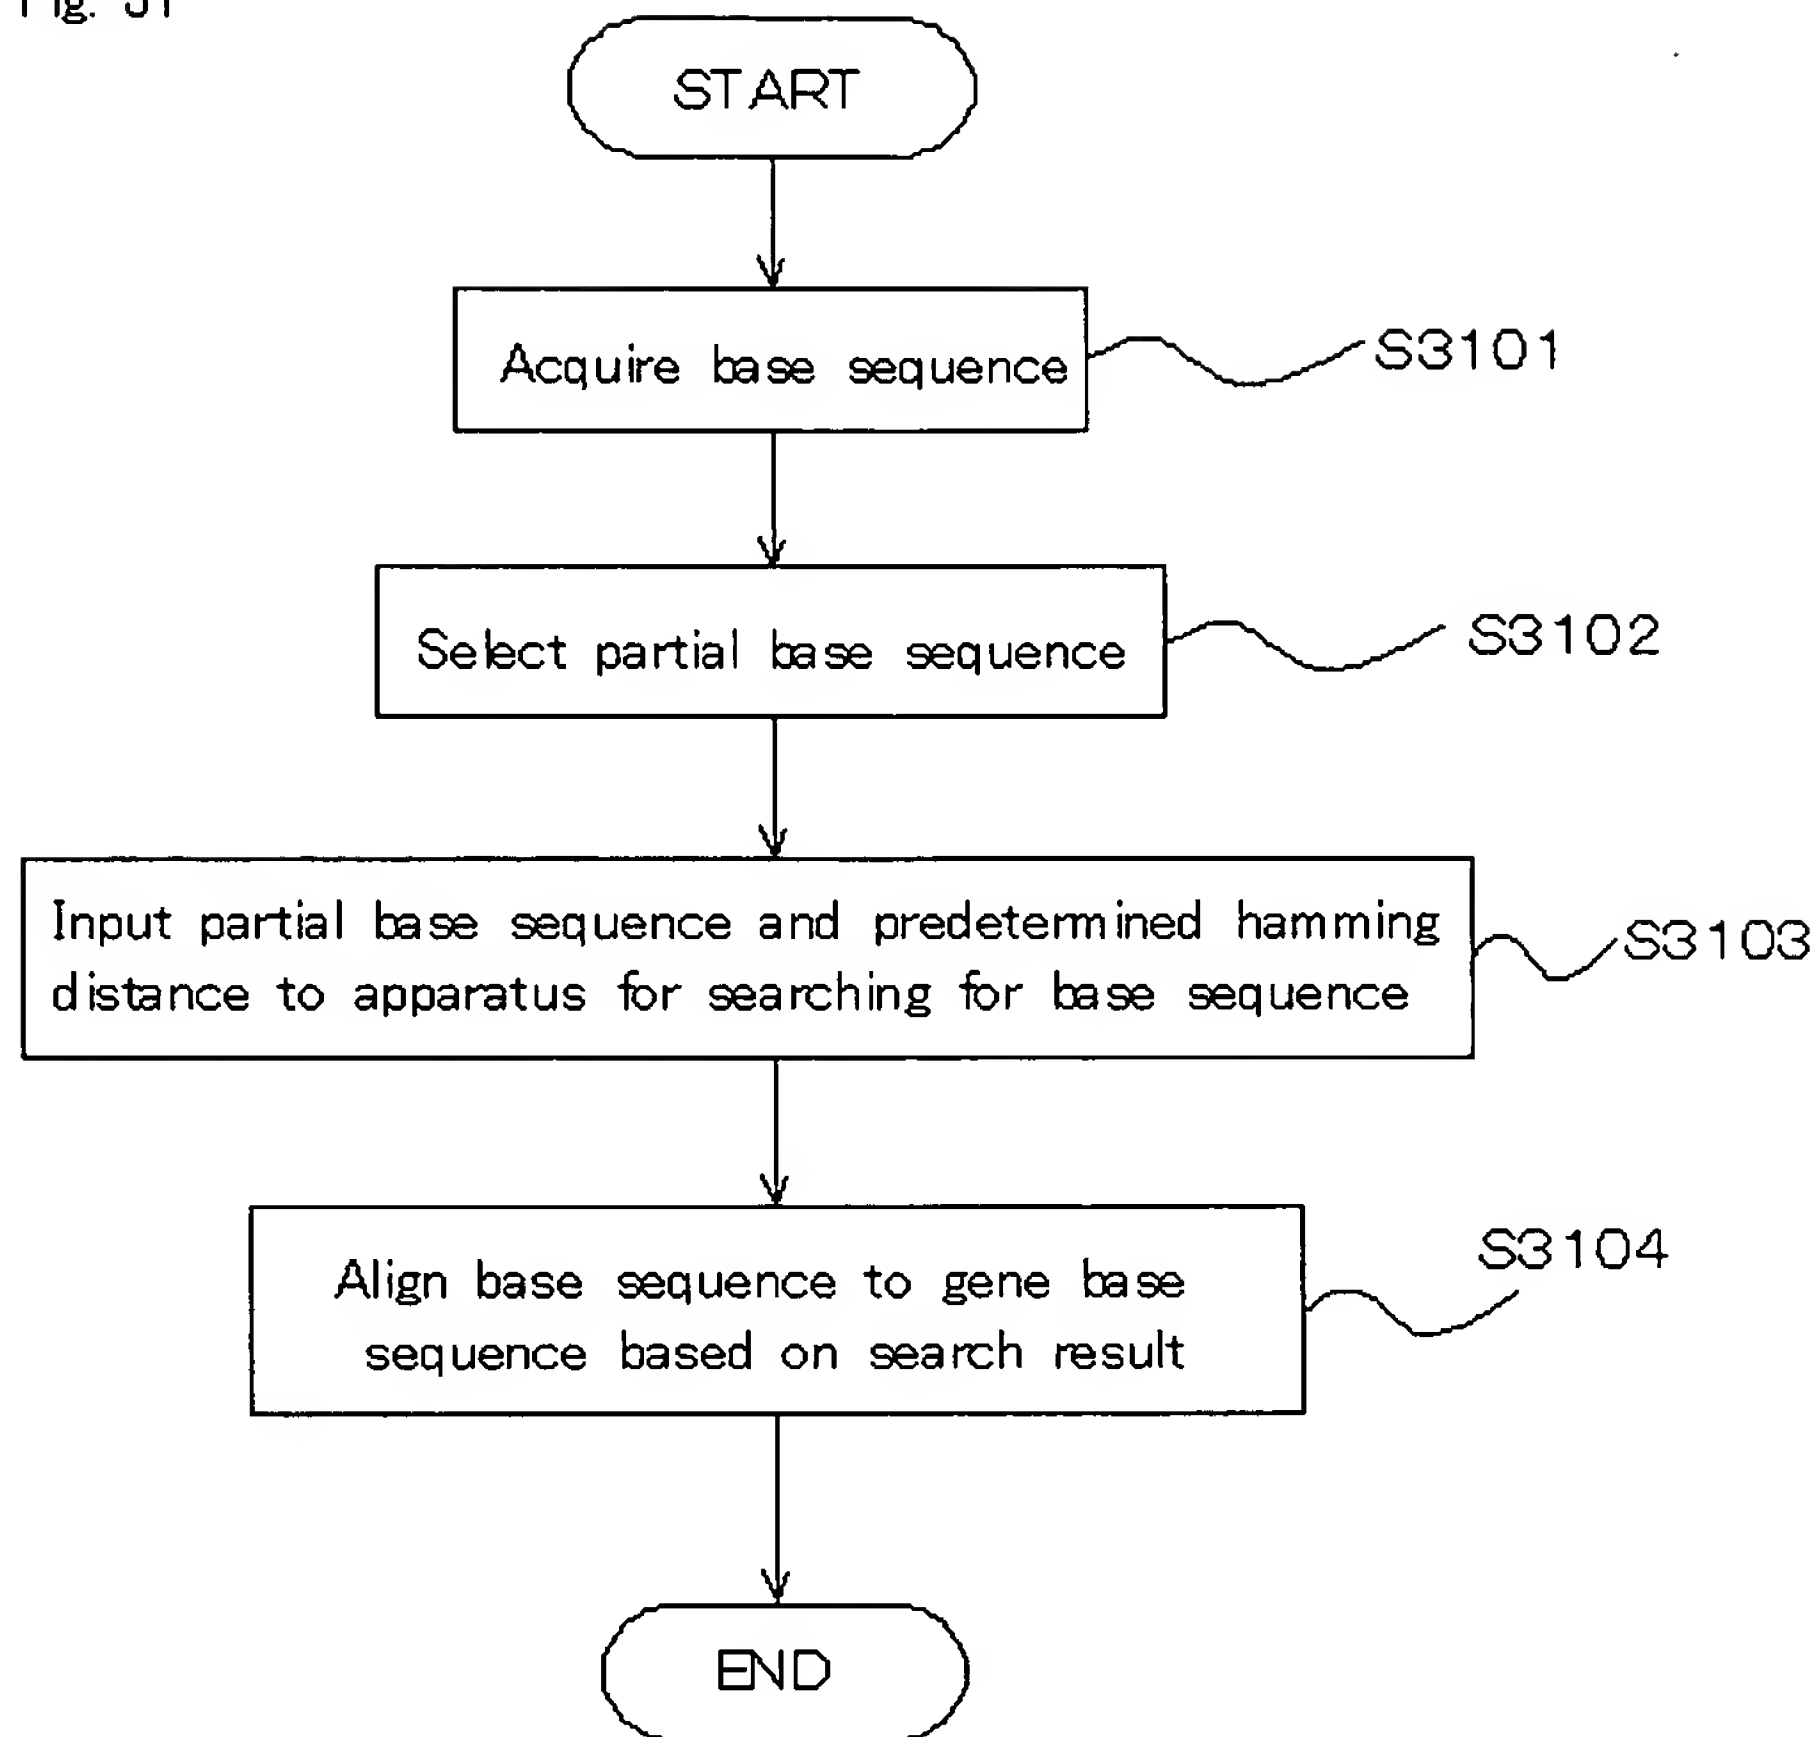 Fig. 31
START
Acquire base sequence
S3101
Select partial base sequence
S3102
Input partial base sequence and predetermined hamming
distance to apparatus for searching for base sequence
S3103
Align base sequence to gene base
sequence based on search result
S3104
END